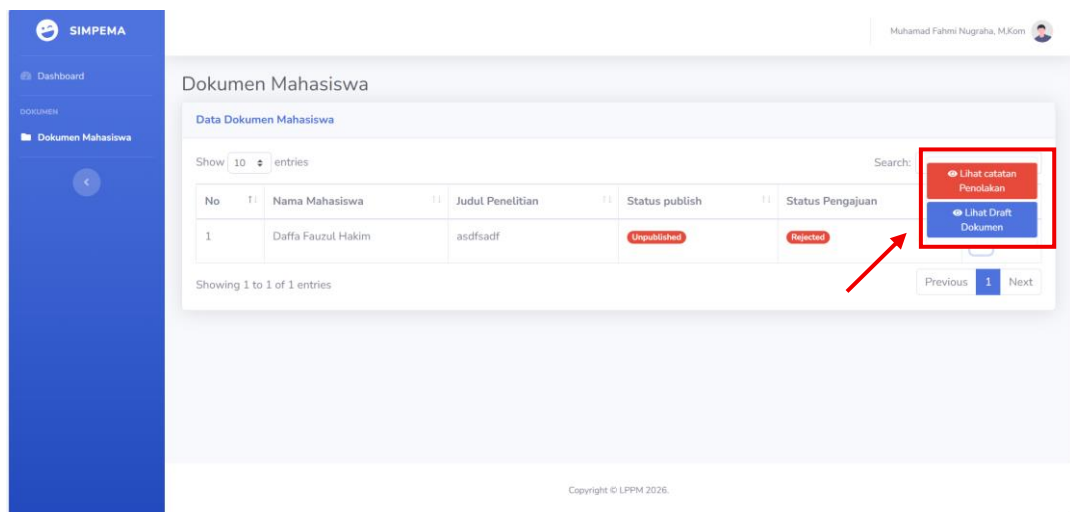 SIMPEMA
Muhamad Fahmi Nugraha, M.Kom
Dashboard
DOKUMEN
Dokumen Mahasiswa
Dokumen Mahasiswa
Data Dokumen Mahasiswa
Show 10 entries
Search:
Lihat catatan
Penolakan
Lihat Draft
Dokumen
No Nama Mahasiswa Judul Penelitian Status publish Status Pengajuan
1 Daffa Fauzul Hakim asdfsadf Unpublished Rejected
Showing 1 to 1 of 1 entries
Previous 1 Next
Copyright © LPPM 2026.